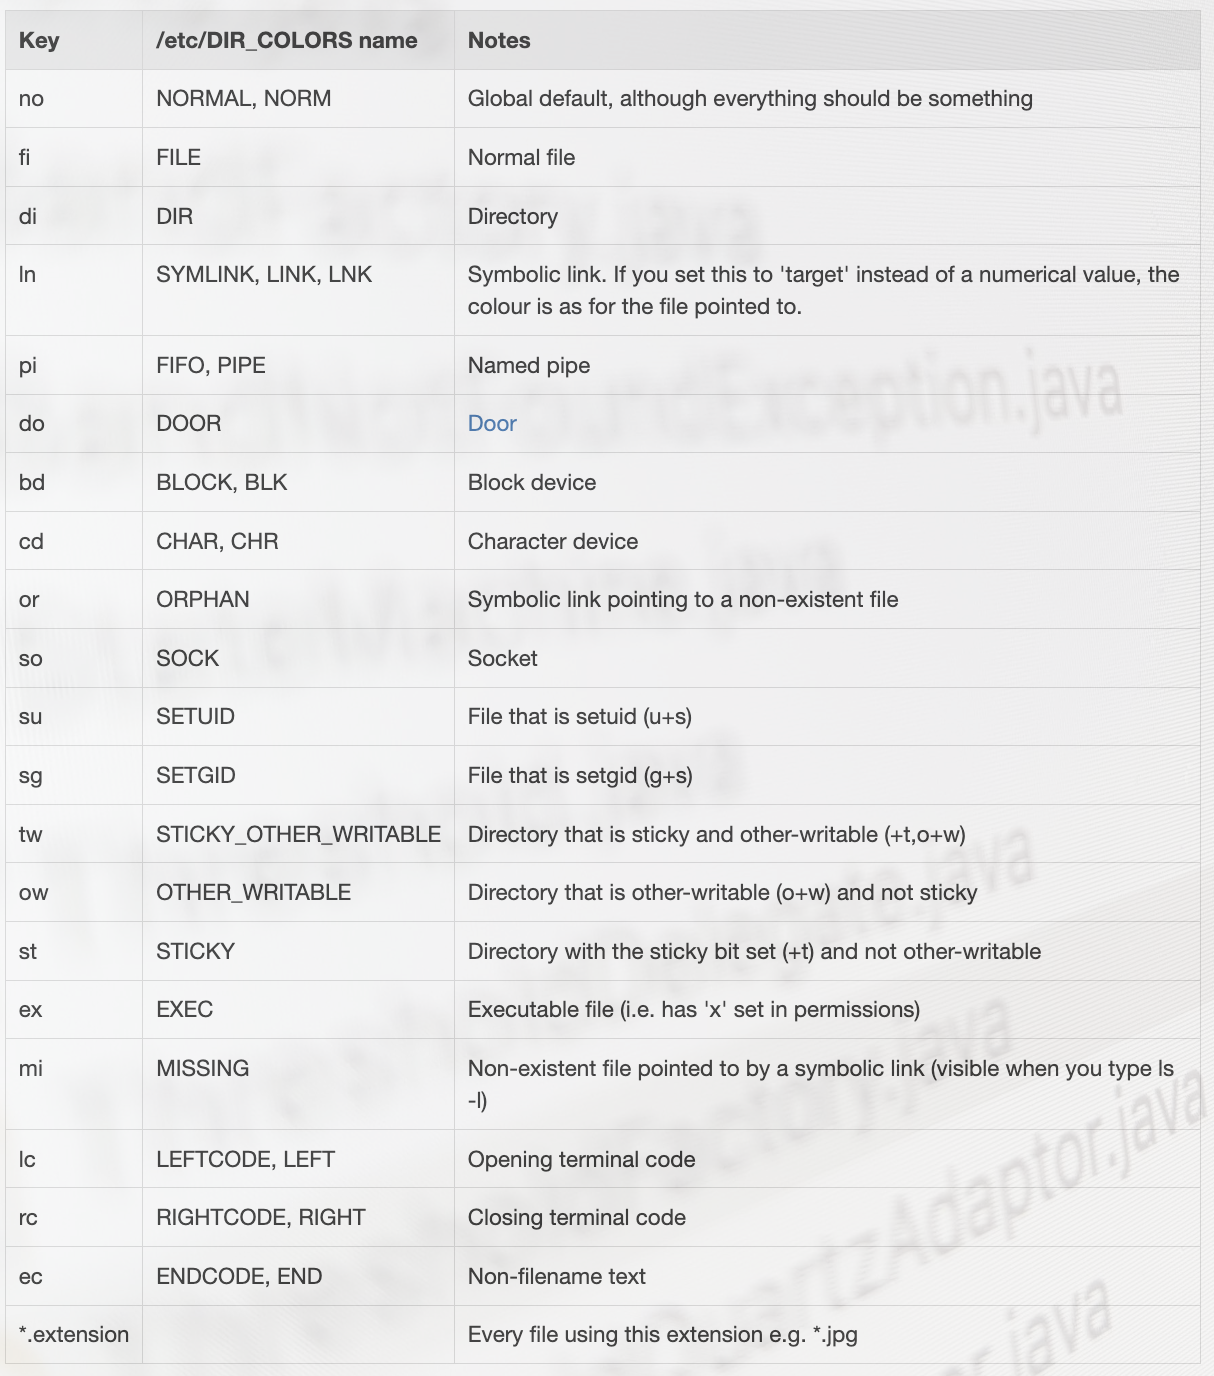 Key /etc/DIR_COLORS name Notes
no NORMAL, NORM Global default, although everything should be something
fi FILE Normal file
di DIR Directory
ln SYMLINK, LINK, LNK Symbolic link. If you set this to 'target' instead of a numerical value, the
colour is as for the file pointed to.
pi FIFO, PIPE Named pipe
do DOOR Door
bd BLOCK, BLK Block device
cd CHAR, CHR Character device
or ORPHAN Symbolic link pointing to a non-existent file
so SOCK Socket
su SETUID File that is setuid (u+s)
sg SETGID File that is setgid (g+s)
tw STICKY_OTHER_WRITABLE Directory that is sticky and other-writable (+t,o+w)
ow OTHER_WRITABLE Directory that is other-writable (o+w) and not sticky
st STICKY Directory with the sticky bit set (+t) and not other-writable
ex EXEC Executable file (i.e. has 'x' set in permissions)
mi MISSING Non-existent file pointed to by a symbolic link (visible when you type ls
-l)
lc LEFTCODE, LEFT Opening terminal code
rc RIGHTCODE, RIGHT Closing terminal code
ec ENDCODE, END Non-filename text
*.extension Every file using this extension e.g. *.jpg